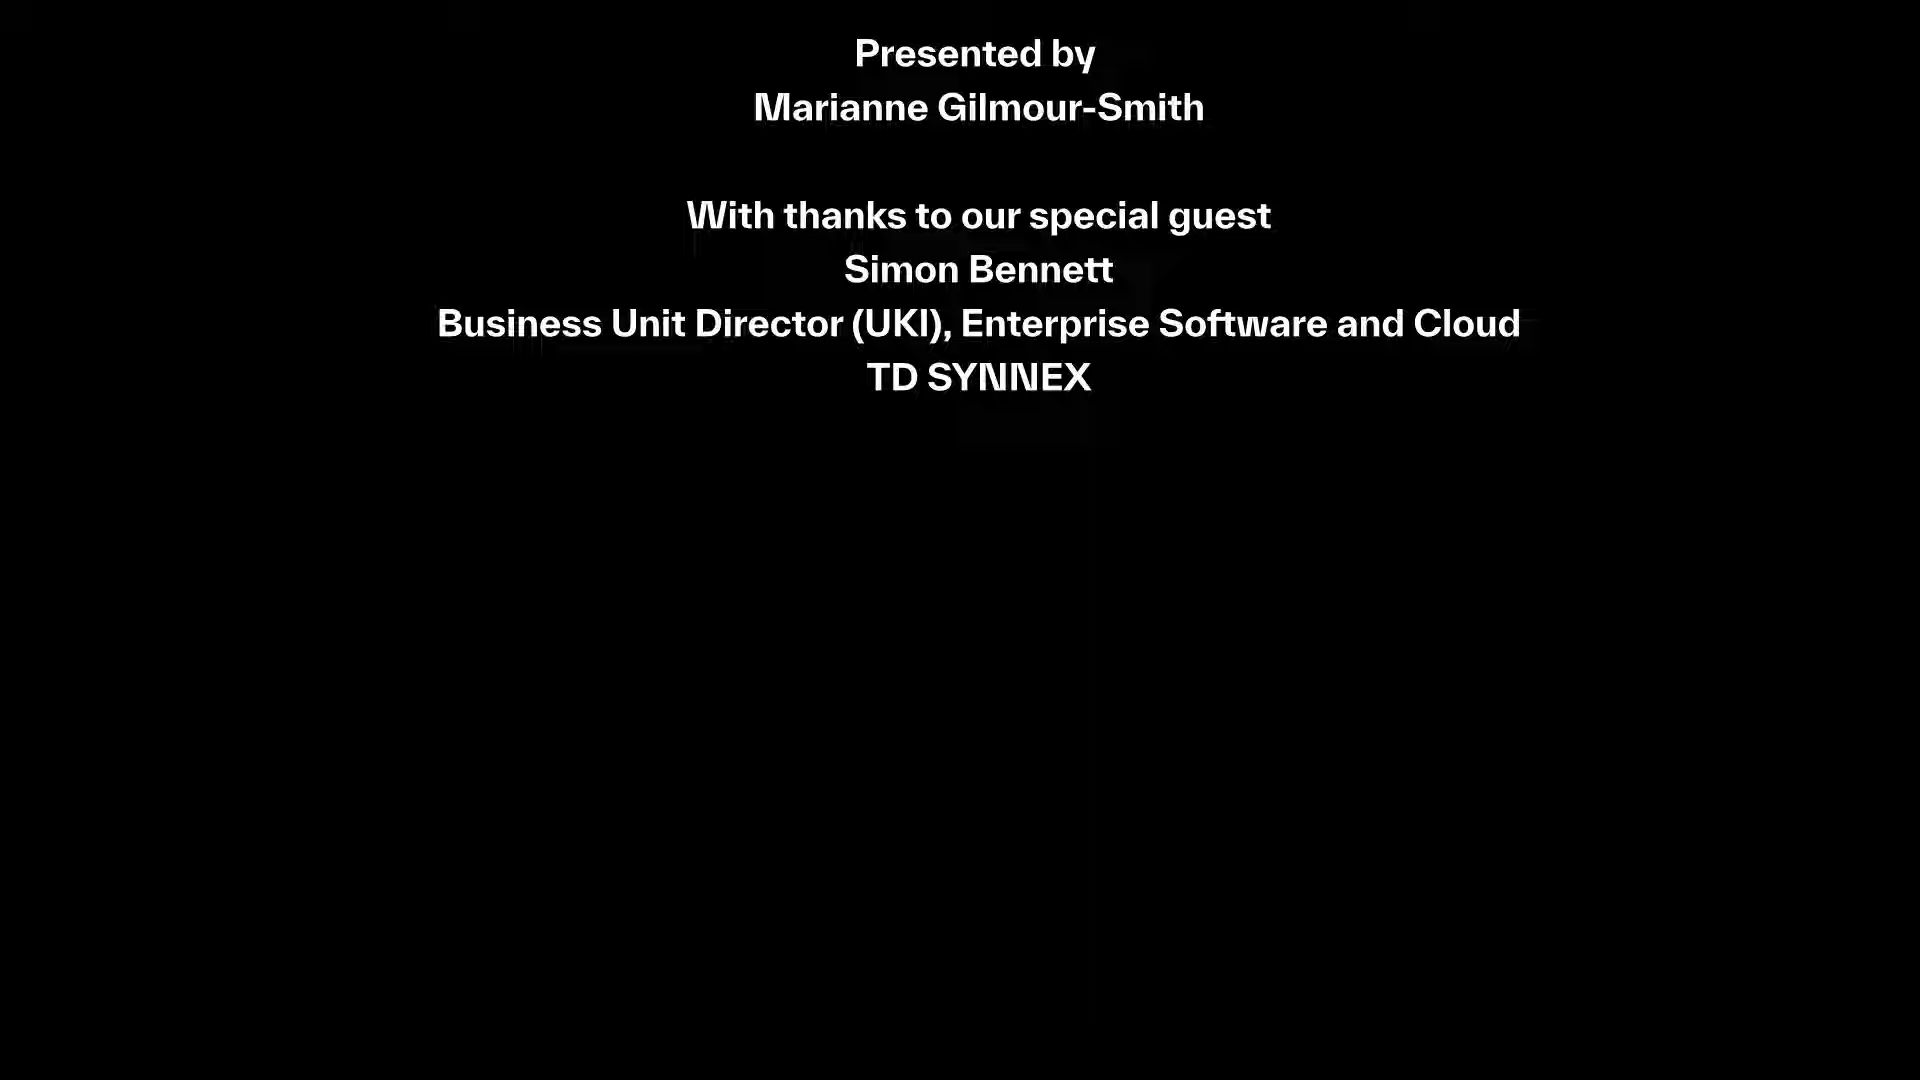 Presented by
Marianne Gilmour-Smith
With thanks to our special guest
Simon Bennett
Business Unit Director (UKI), Enterprise Software and Cloud
TD SYNNEX